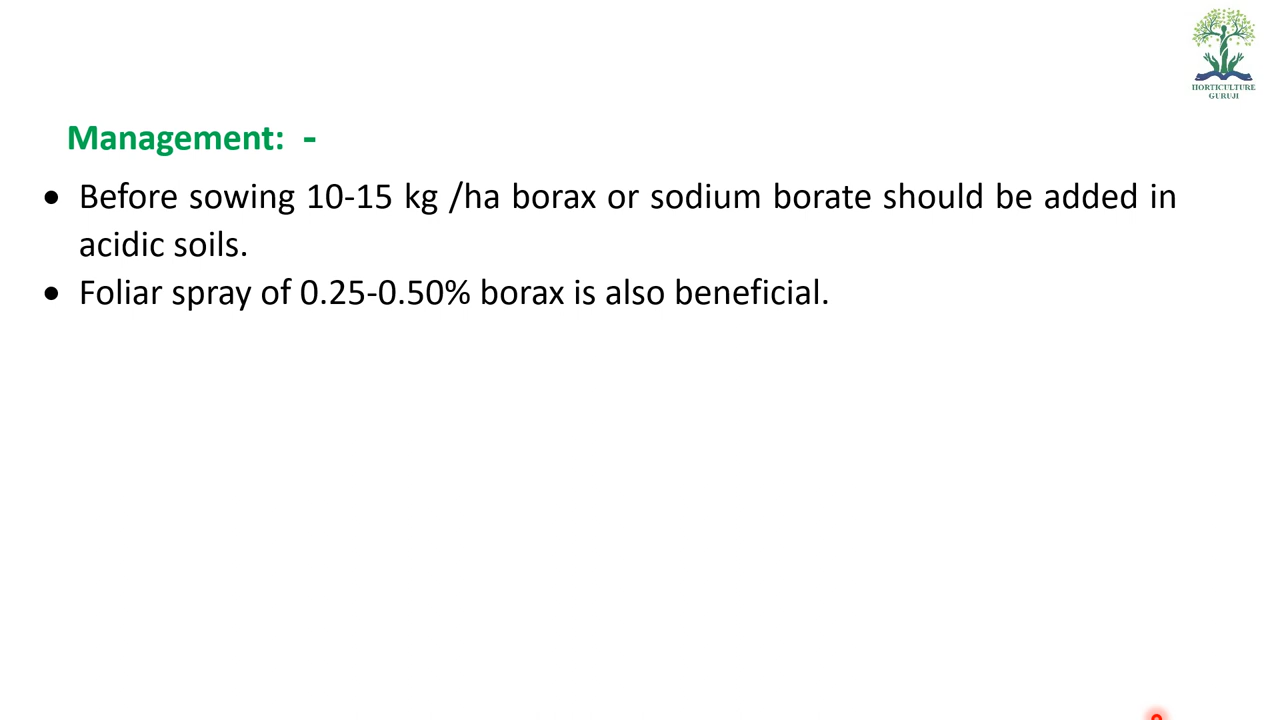 HORTICULTURE
GURUJI
Management: -
• Before sowing 10-15 kg /ha borax or sodium borate should be added in
acidic soils.
• Foliar spray of 0.25-0.50% borax is also beneficial.